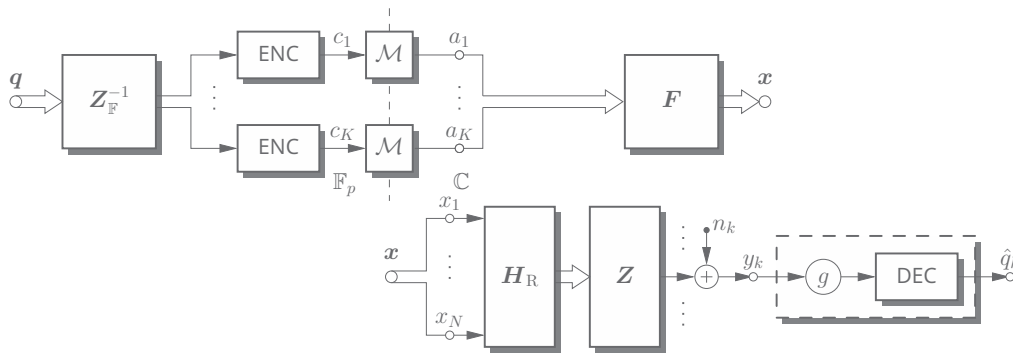 q
Z_𝔽^{-1}
ENC
c_1
ℳ
a_1
⋮
⋮
ENC
c_K
ℳ
a_K
𝔽_p
ℂ
F
x
x
x_1
⋮
x_N
H_R
Z
⋮
⋮
n_k
+
y_k
g
DEC